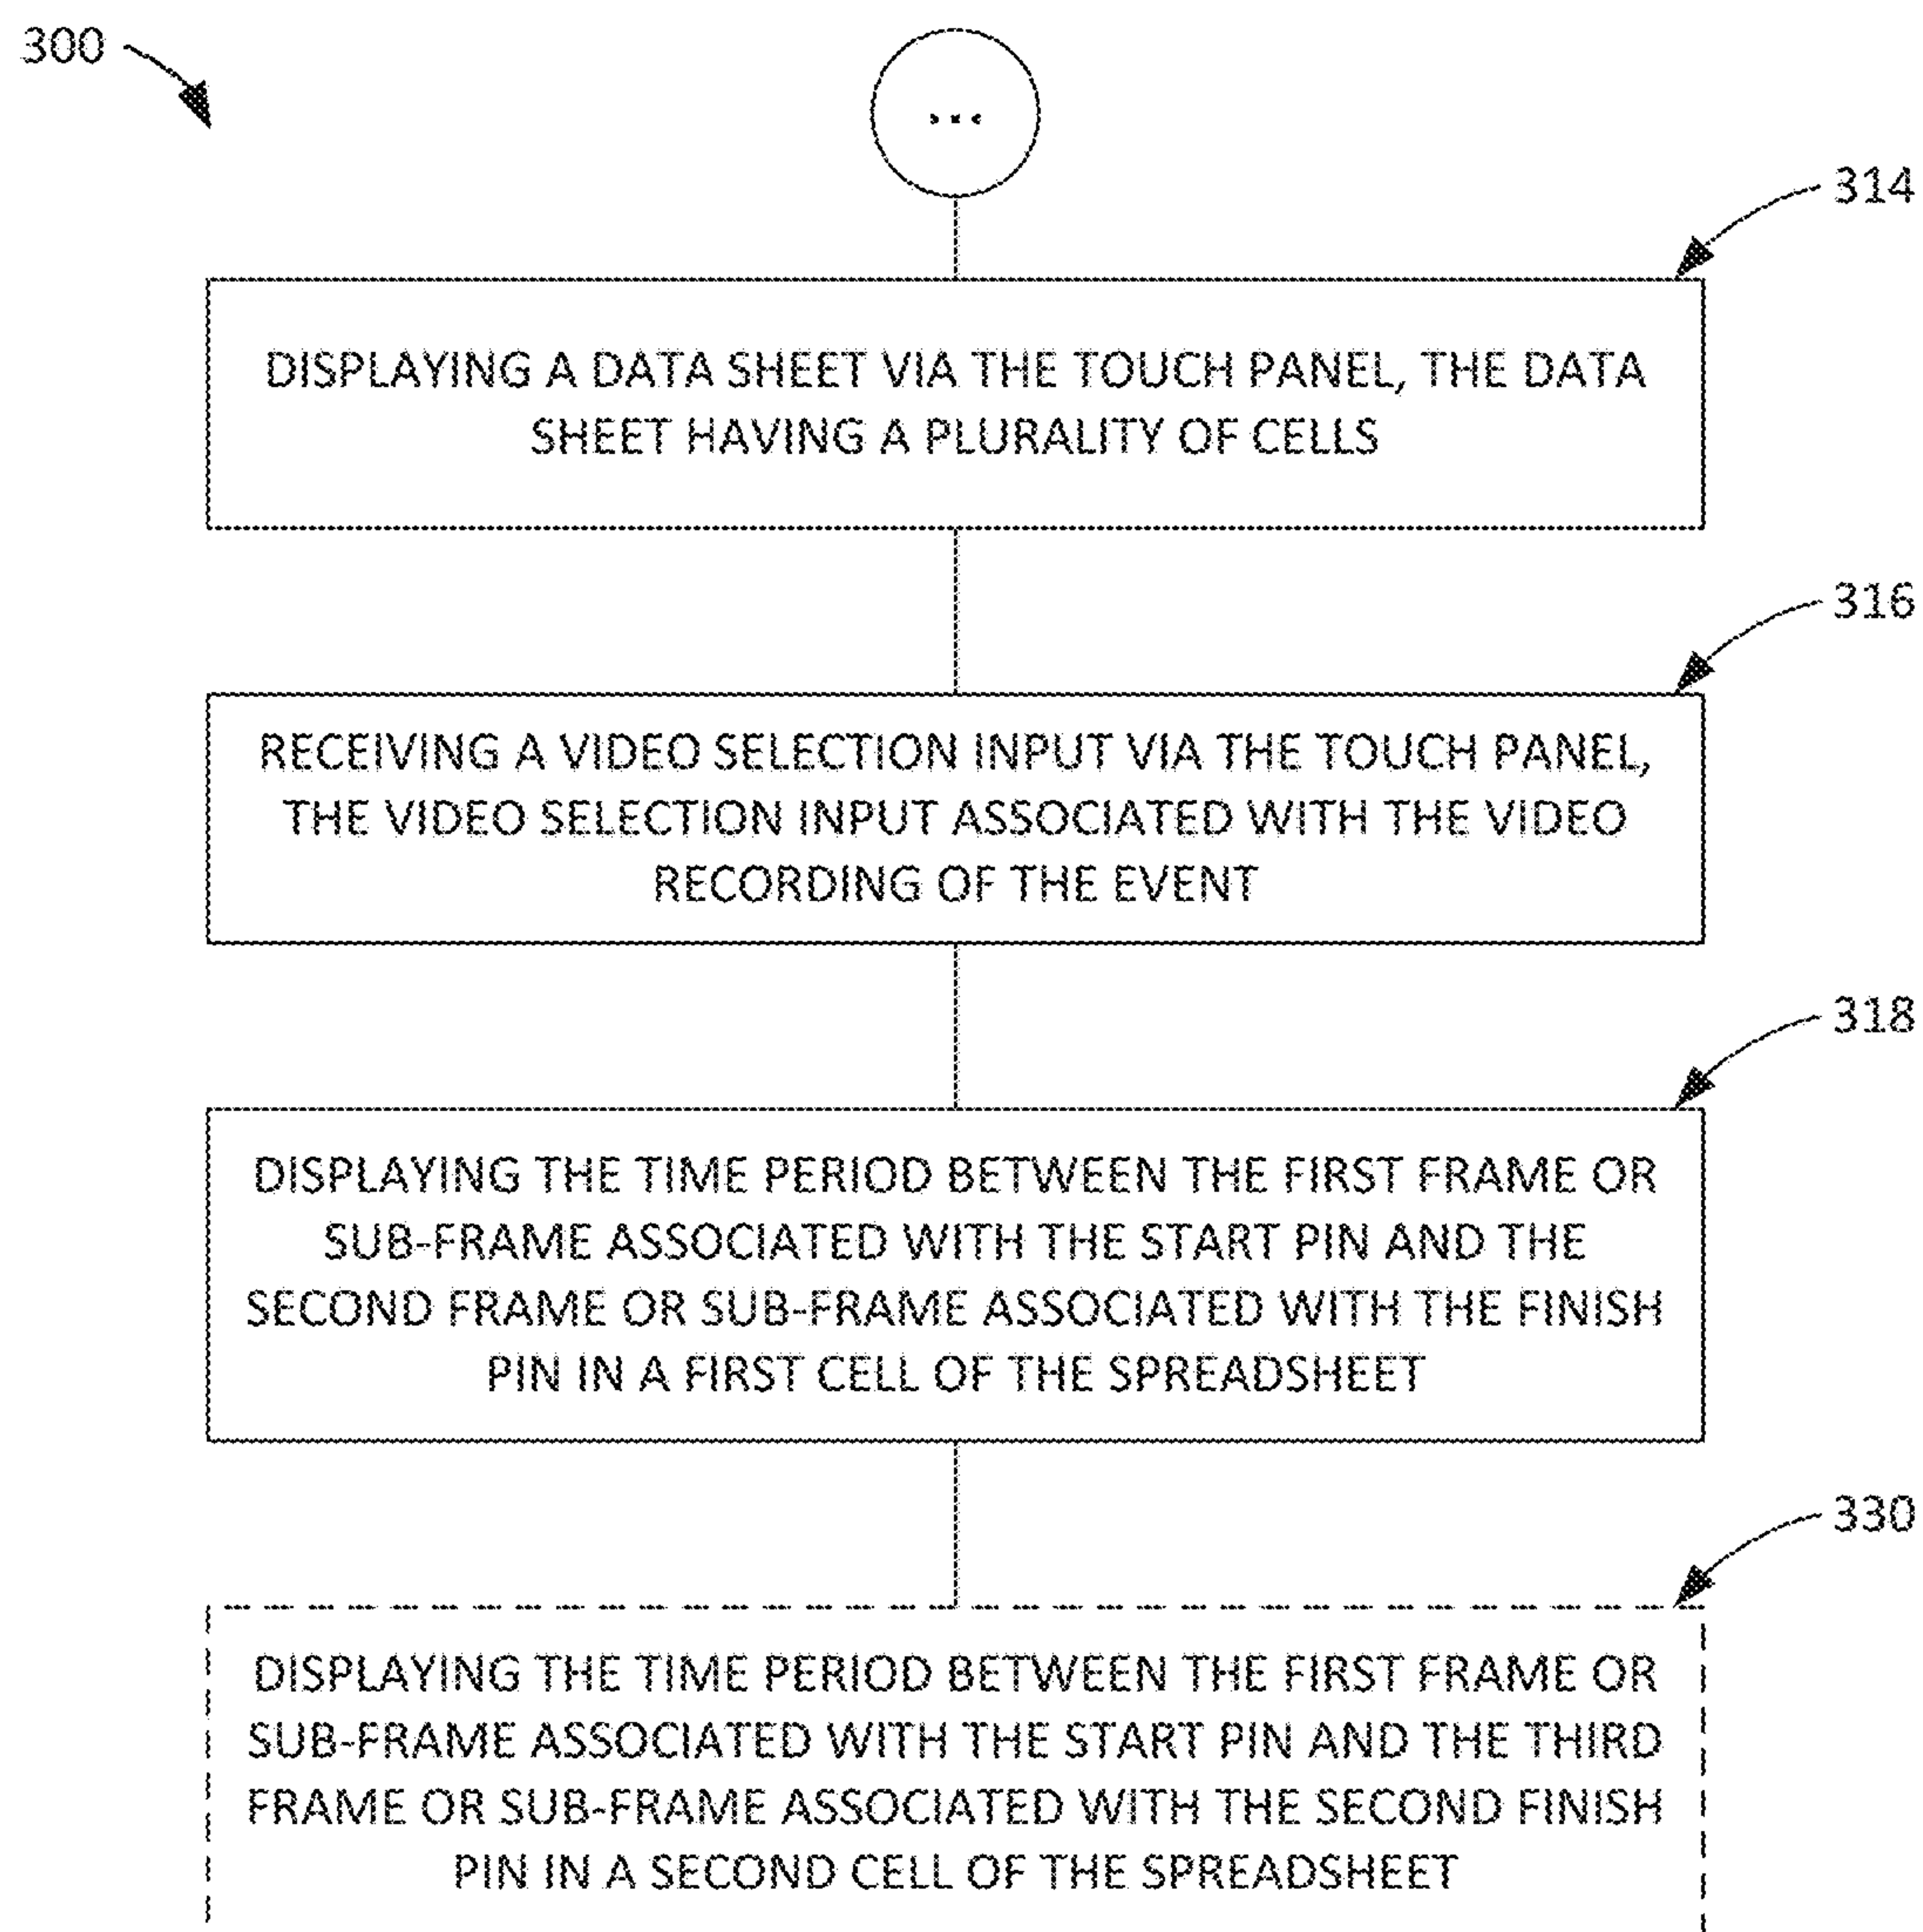 300
...
314
DISPLAYING A DATA SHEET VIA THE TOUCH PANEL, THE DATA
SHEET HAVING A PLURALITY OF CELLS
316
RECEIVING A VIDEO SELECTION INPUT VIA THE TOUCH PANEL,
THE VIDEO SELECTION INPUT ASSOCIATED WITH THE VIDEO
RECORDING OF THE EVENT
318
DISPLAYING THE TIME PERIOD BETWEEN THE FIRST FRAME OR
SUB-FRAME ASSOCIATED WITH THE START PIN AND THE
SECOND FRAME OR SUB-FRAME ASSOCIATED WITH THE FINISH
PIN IN A FIRST CELL OF THE SPREADSHEET
330
DISPLAYING THE TIME PERIOD BETWEEN THE FIRST FRAME OR
SUB-FRAME ASSOCIATED WITH THE START PIN AND THE THIRD
FRAME OR SUB-FRAME ASSOCIATED WITH THE SECOND FINISH
PIN IN A SECOND CELL OF THE SPREADSHEET